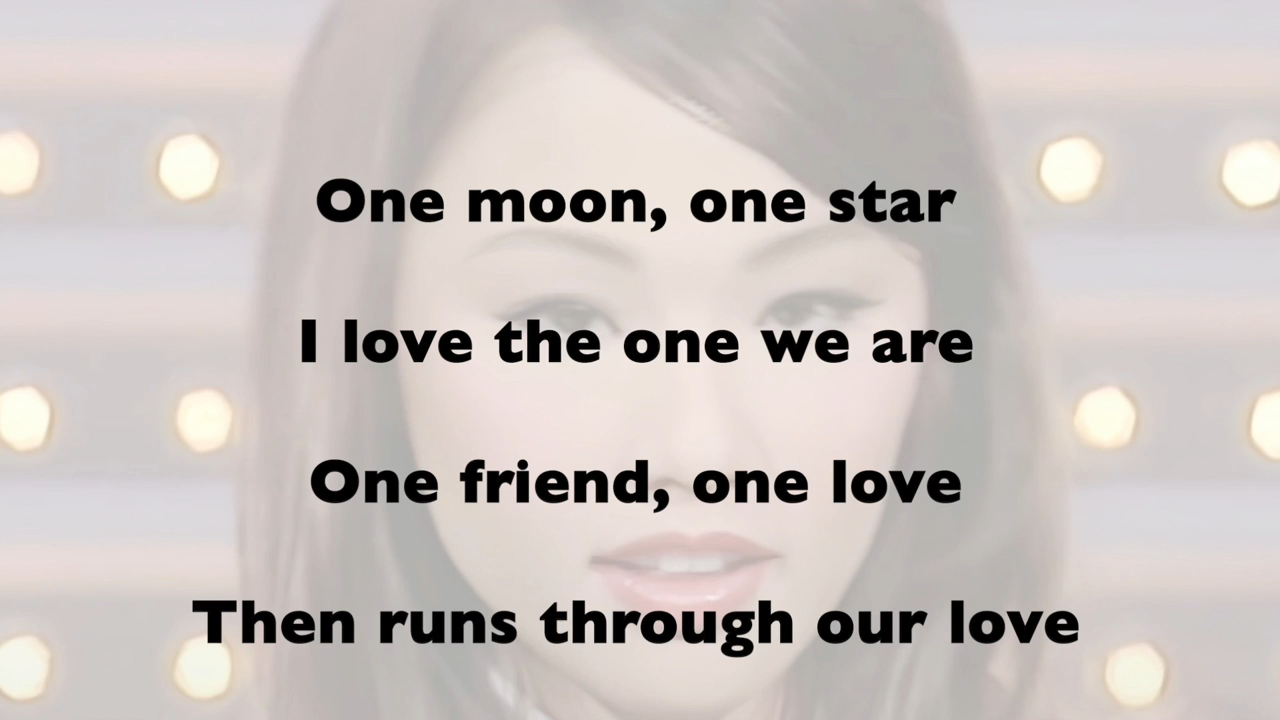 One moon, one star
I love the one we are
One friend, one love
Then runs through our love